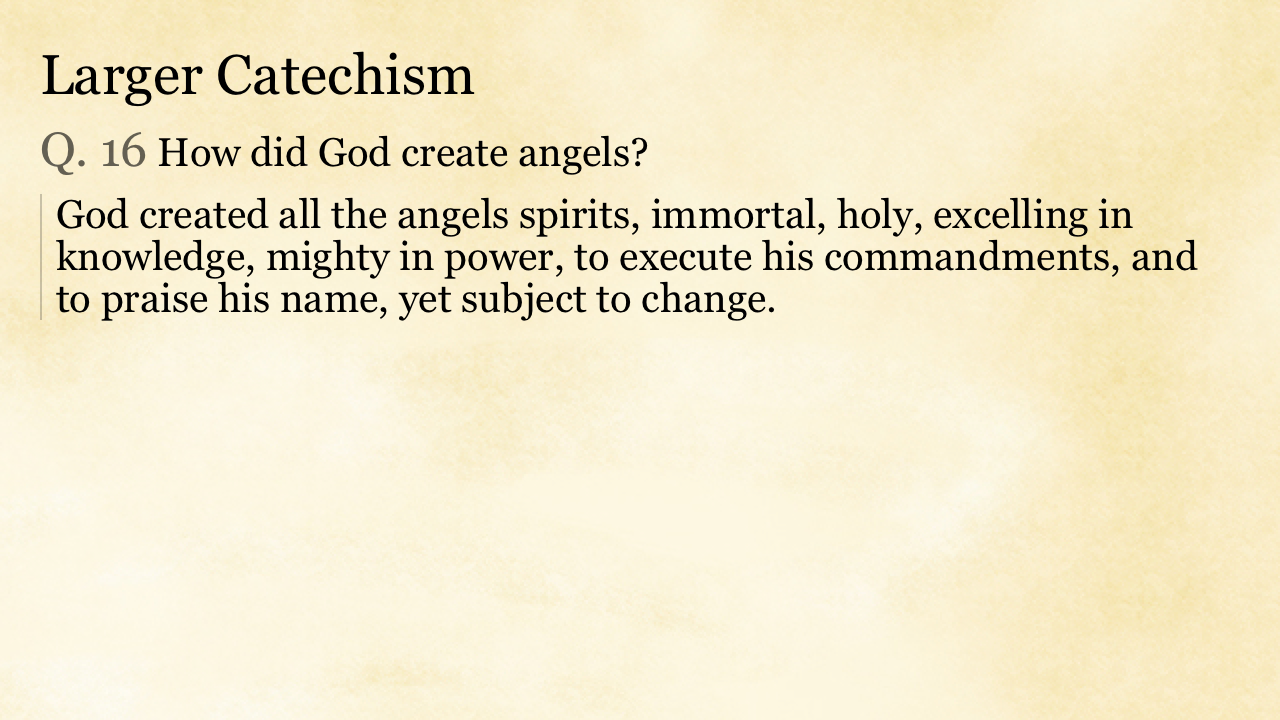 Larger Catechism
Q. 16 How did God create angels?
God created all the angels spirits, immortal, holy, excelling in
knowledge, mighty in power, to execute his commandments, and
to praise his name, yet subject to change.